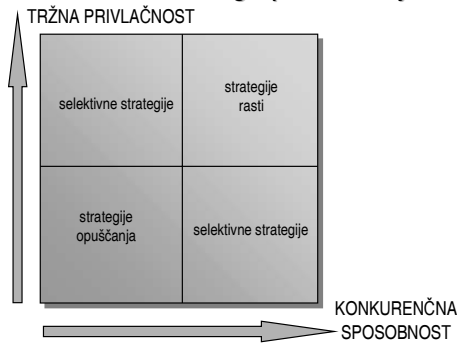 TRŽNA PRIVLAČNOST
selektivne strategije
strategije
rasti
strategije
opuščanja
selektivne strategije
KONKURENČNA
SPOSOBNOST